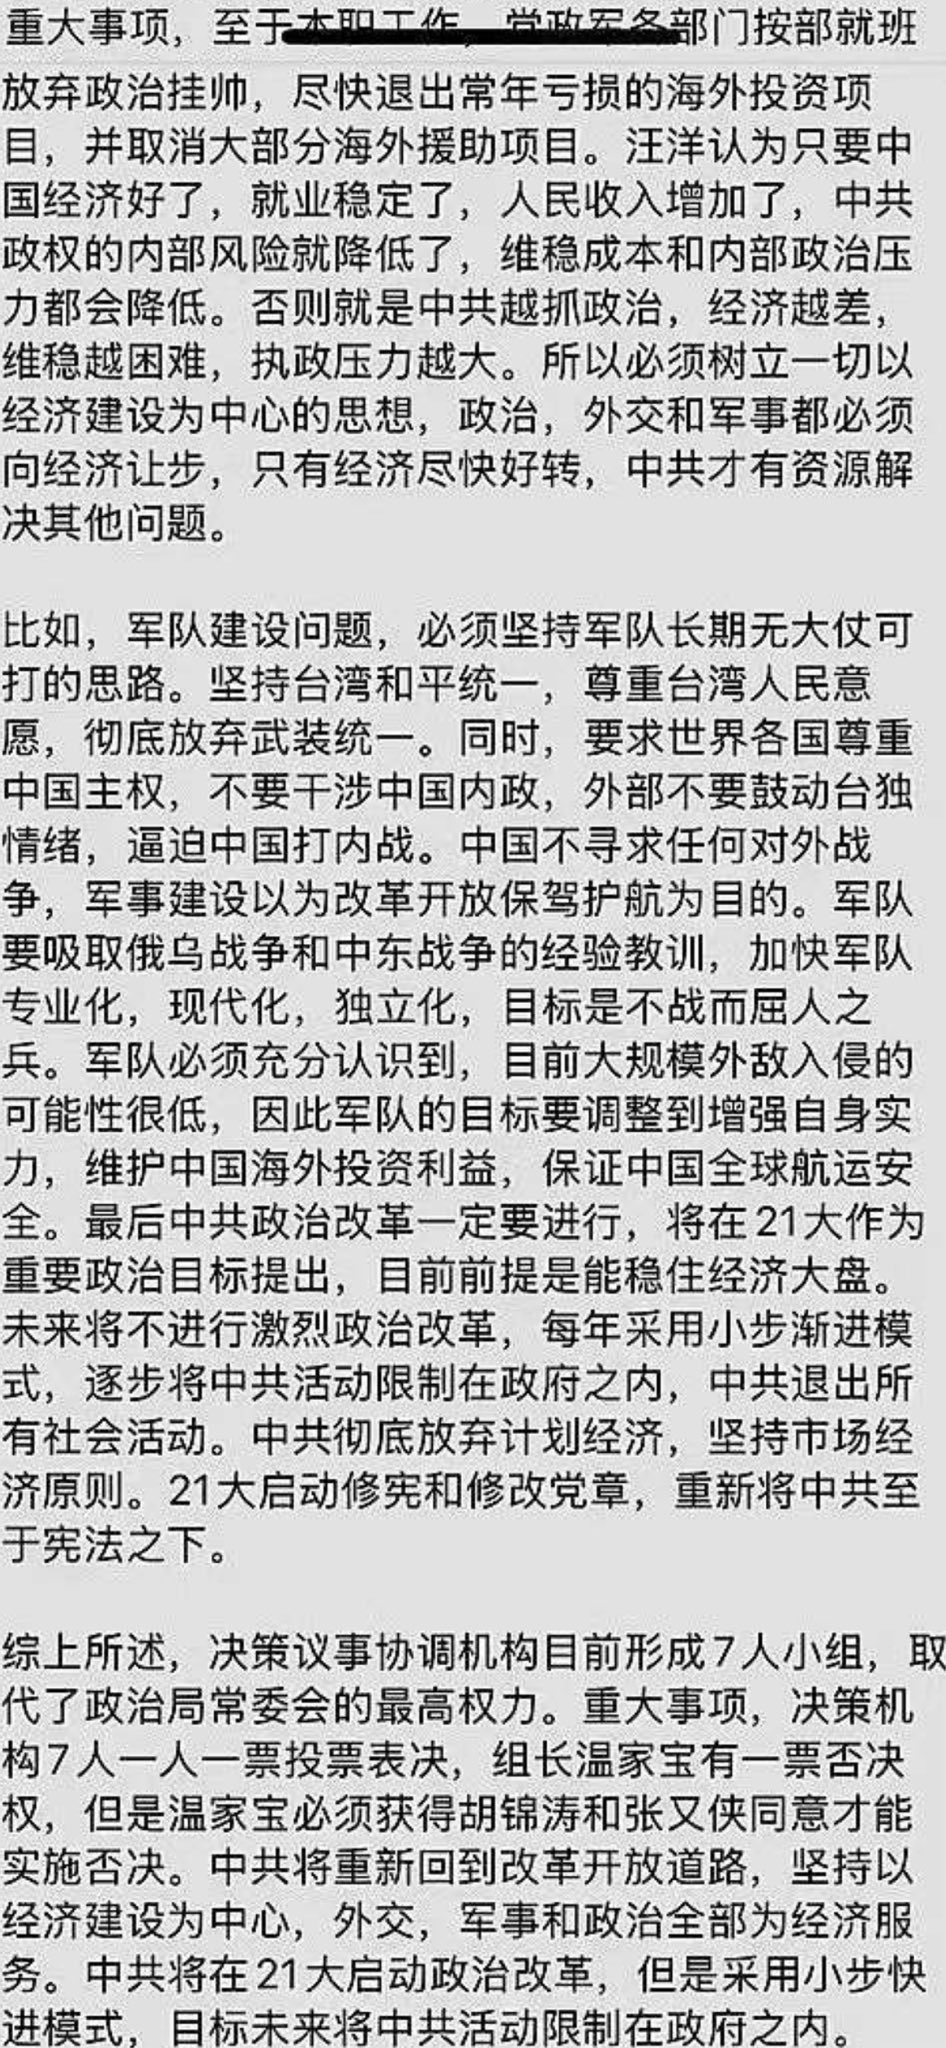 重大事项，至于本职工作，党政军各部门按部就班
放弃政治挂帅，尽快退出常年亏损的海外投资项
目，并取消大部分海外援助项目。汪洋认为只要中
国经济好了，就业稳定了，人民收入增加了，中共
政权的内部风险就降低了，维稳成本和内部政治压
力都会降低。否则就是中共越抓政治，经济越差，
维稳越困难，执政压力越大。所以必须树立一切以
经济建设为中心的思想，政治，外交和军事都必须
向经济让步，只有经济尽快好转，中共才有资源解
决其他问题。
比如，军队建设问题，必须坚持军队长期无大仗可
打的思路。坚持台湾和平统一，尊重台湾人民意
愿，彻底放弃武装统一。同时，要求世界各国尊重
中国主权，不要干涉中国内政，外部不要鼓动台独
情绪，逼迫中国打内战。中国不寻求任何对外战
争，军事建设以为改革开放保驾护航为目的。军队
要吸取俄乌战争和中东战争的经验教训，加快军队
专业化，现代化，独立化，目标是不战而屈人之
兵。军队必须充分认识到，目前大规模外敌入侵的
可能性很低，因此军队的目标要调整到增强自身实
力，维护中国海外投资利益，保证中国全球航运安
全。最后中共政治改革一定要进行，将在21大作为
重要政治目标提出，目前前提是能稳住经济大盘。
未来将不进行激烈政治改革，每年采用小步渐进模
式，逐步将中共活动限制在政府之内，中共退出所
有社会活动。中共彻底放弃计划经济，坚持市场经
济原则。21大启动修宪和修改党章，重新将中共至
于宪法之下。
综上所述，决策议事协调机构目前形成7人小组，取
代了政治局常委会的最高权力。重大事项，决策机
构7人一人一票投票表决，组长温家宝有一票否决
权，但是温家宝必须获得胡锦涛和张又侠同意才能
实施否决。中共将重新回到改革开放道路，坚持以
经济建设为中心，外交，军事和政治全部为经济服
务。中共将在21大启动政治改革，但是采用小步快
进模式，目标未来将中共活动限制在政府之内。